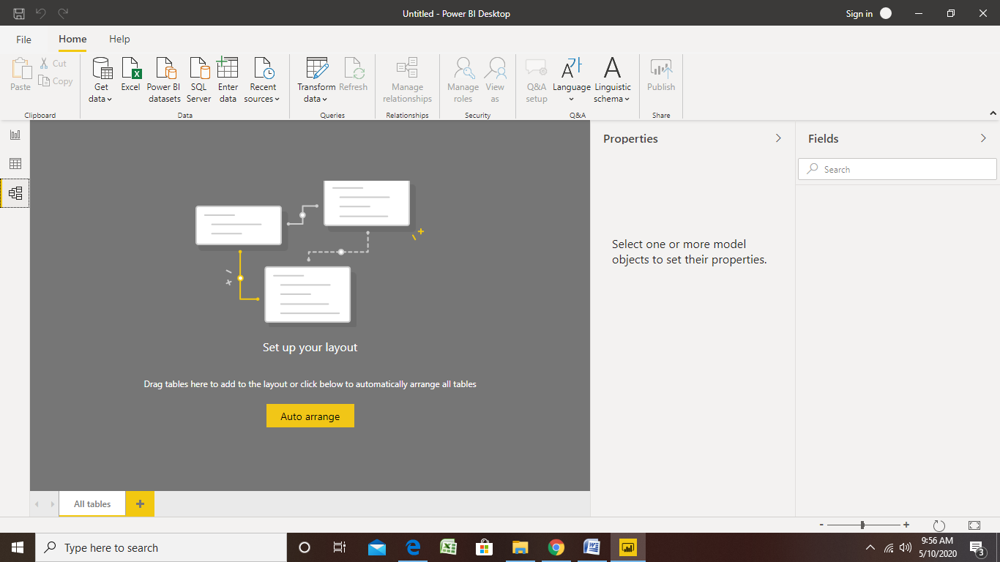 Untitled - Power BI Desktop
Sign in
File
Home
Help
Paste
Cut
Copy
Clipboard
Get data
Excel
Power BI datasets
SQL Server
Enter data
Recent sources
Data
Transform data
Refresh
Queries
Manage relationships
Relationships
Manage roles
View as
Security
Q&A setup
Language
Linguistic schema
Q&A
Publish
Share
Properties
Fields
Search
Select one or more model
objects to set their properties.
Set up your layout
Drag tables here to add to the layout or click below to automatically arrange all tables
Auto arrange
All tables
Type here to search
9:56 AM
5/10/2020
3